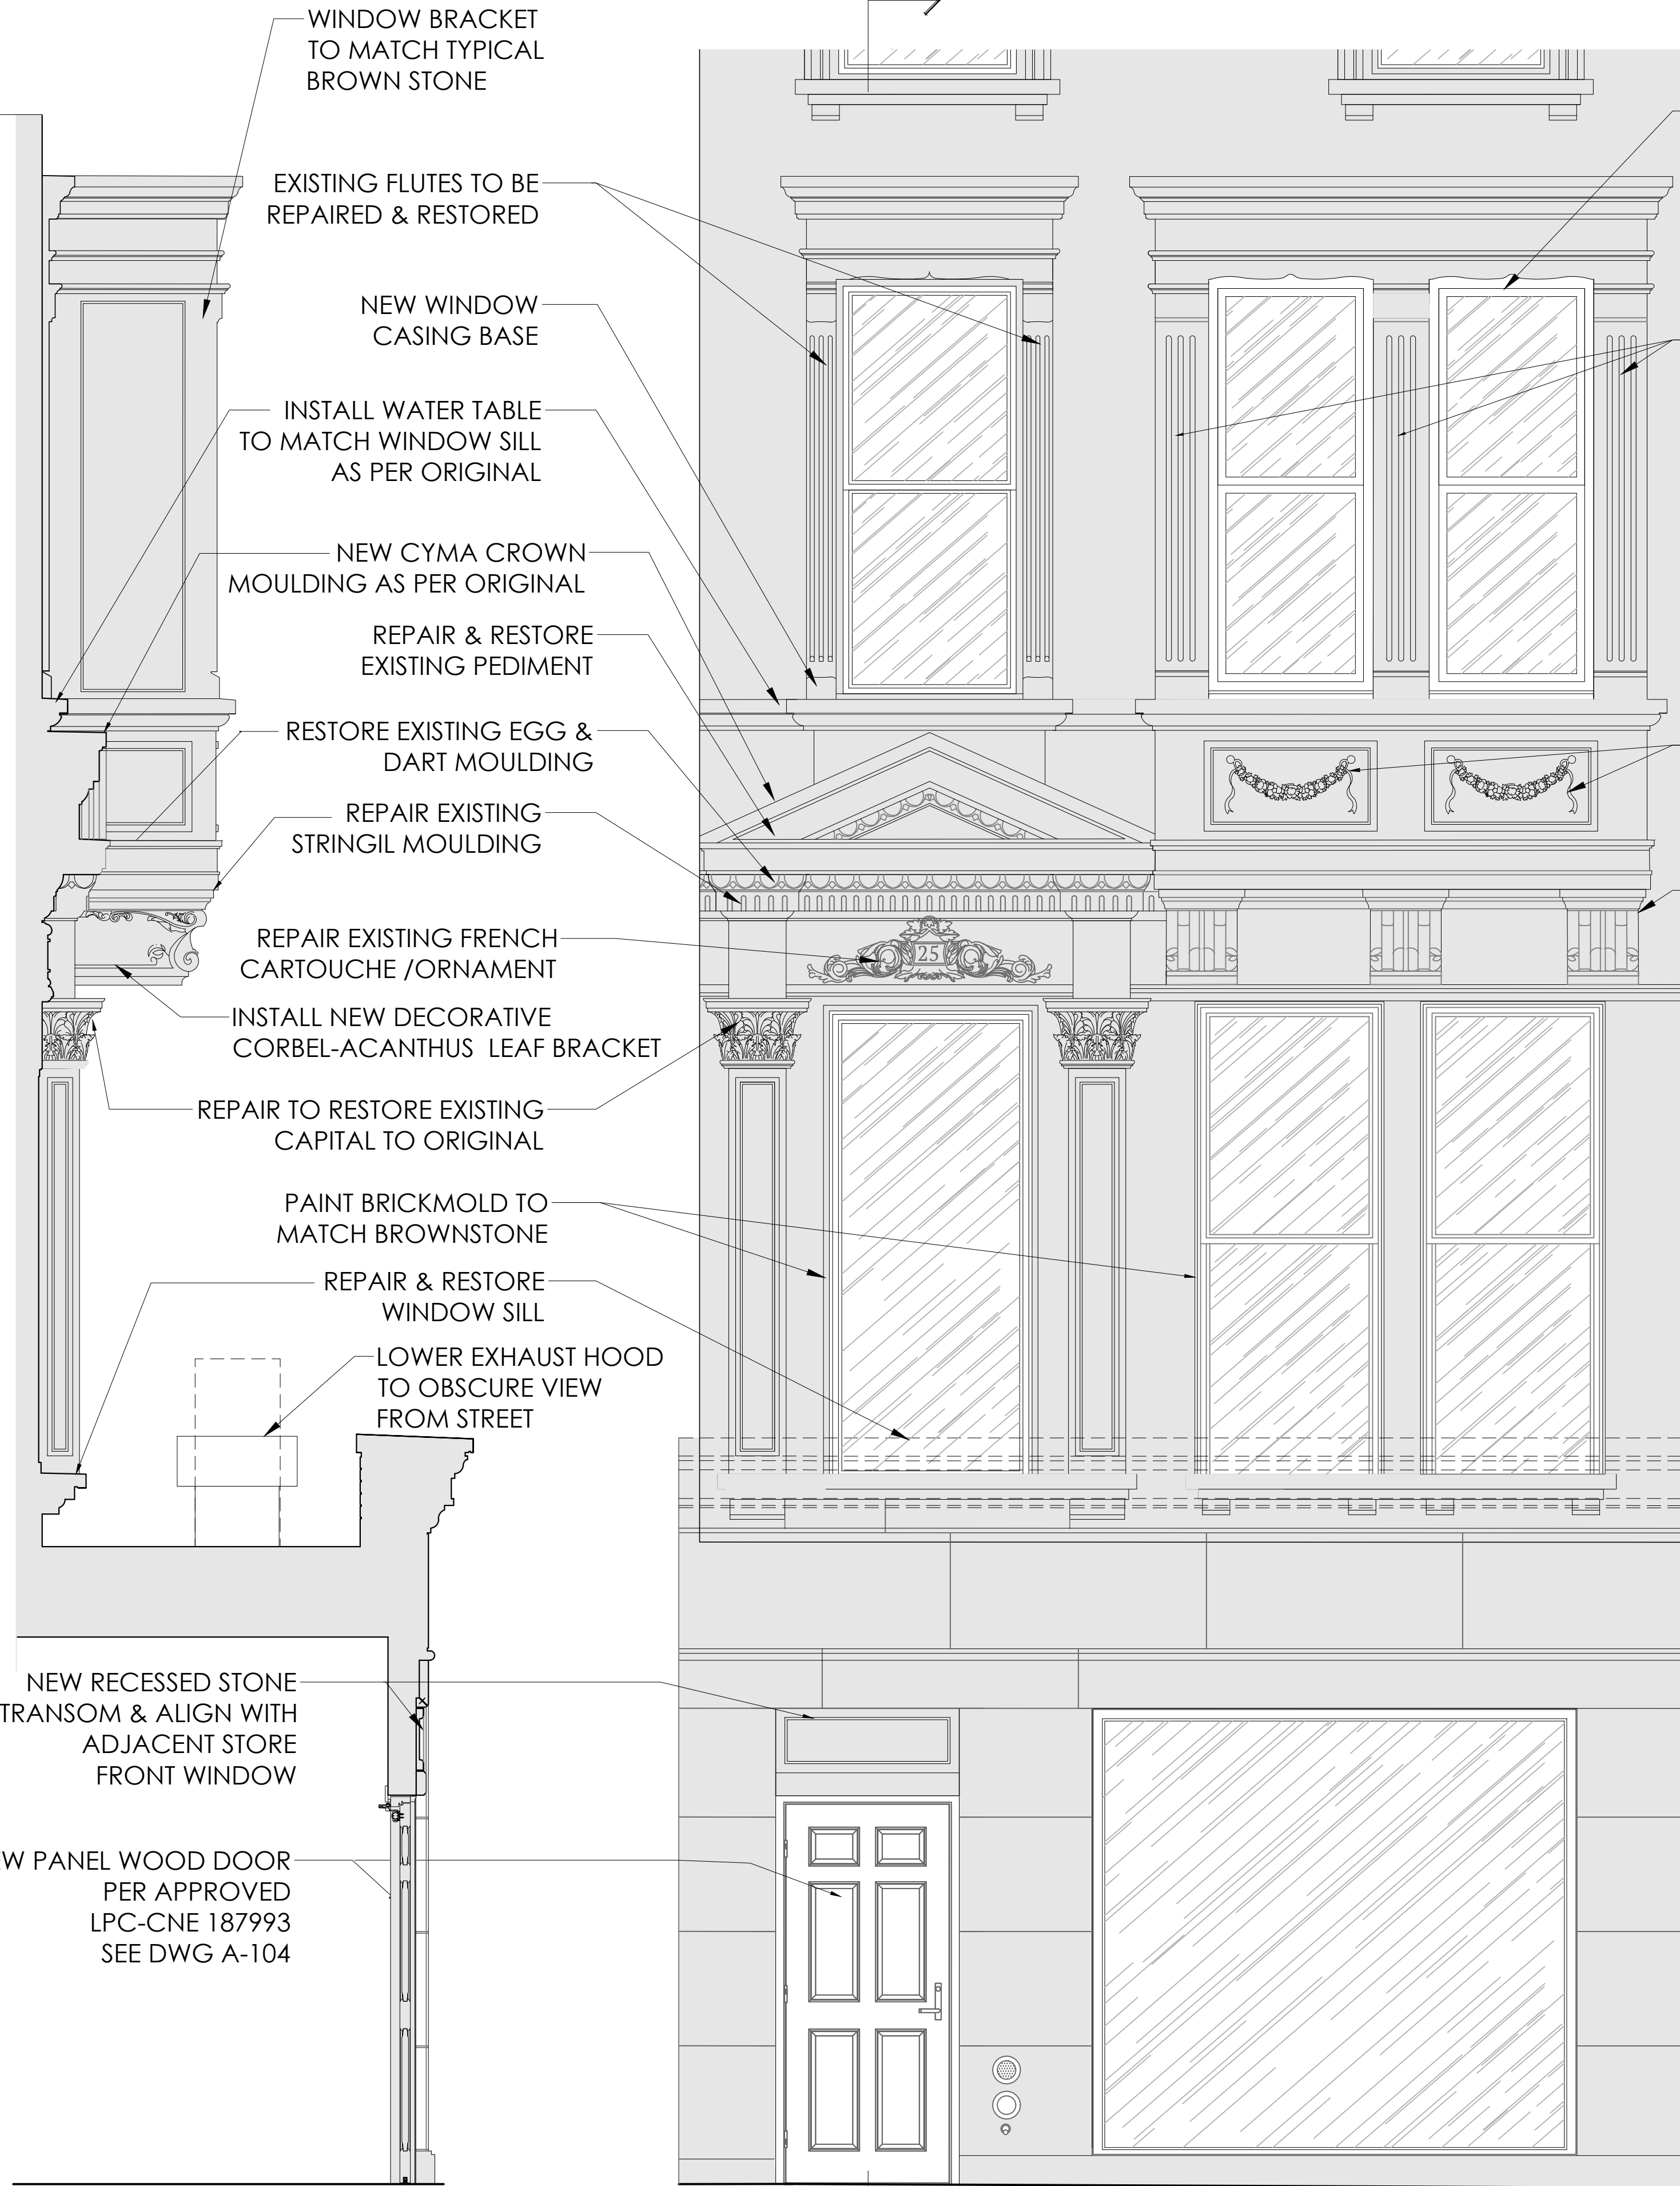 WINDOW BRACKET
TO MATCH TYPICAL
BROWN STONE
EXISTING FLUTES TO BE
REPAIRED & RESTORED
NEW WINDOW
CASING BASE
INSTALL WATER TABLE
TO MATCH WINDOW SILL
AS PER ORIGINAL
NEW CYMA CROWN
MOULDING AS PER ORIGINAL
REPAIR & RESTORE
EXISTING PEDIMENT
RESTORE EXISTING EGG &
DART MOULDING
REPAIR EXISTING
STRINGIL MOULDING
REPAIR EXISTING FRENCH
CARTOUCHE /ORNAMENT
25
INSTALL NEW DECORATIVE
CORBEL-ACANTHUS LEAF BRACKET
REPAIR TO RESTORE EXISTING
CAPITAL TO ORIGINAL
PAINT BRICKMOLD TO
MATCH BROWNSTONE
REPAIR & RESTORE
WINDOW SILL
LOWER EXHAUST HOOD
TO OBSCURE VIEW
FROM STREET
NEW RECESSED STONE
TRANSOM & ALIGN WITH
ADJACENT STORE
FRONT WINDOW
PANEL WOOD DOOR
PER APPROVED
LPC-CNE 187993
SEE DWG A-104